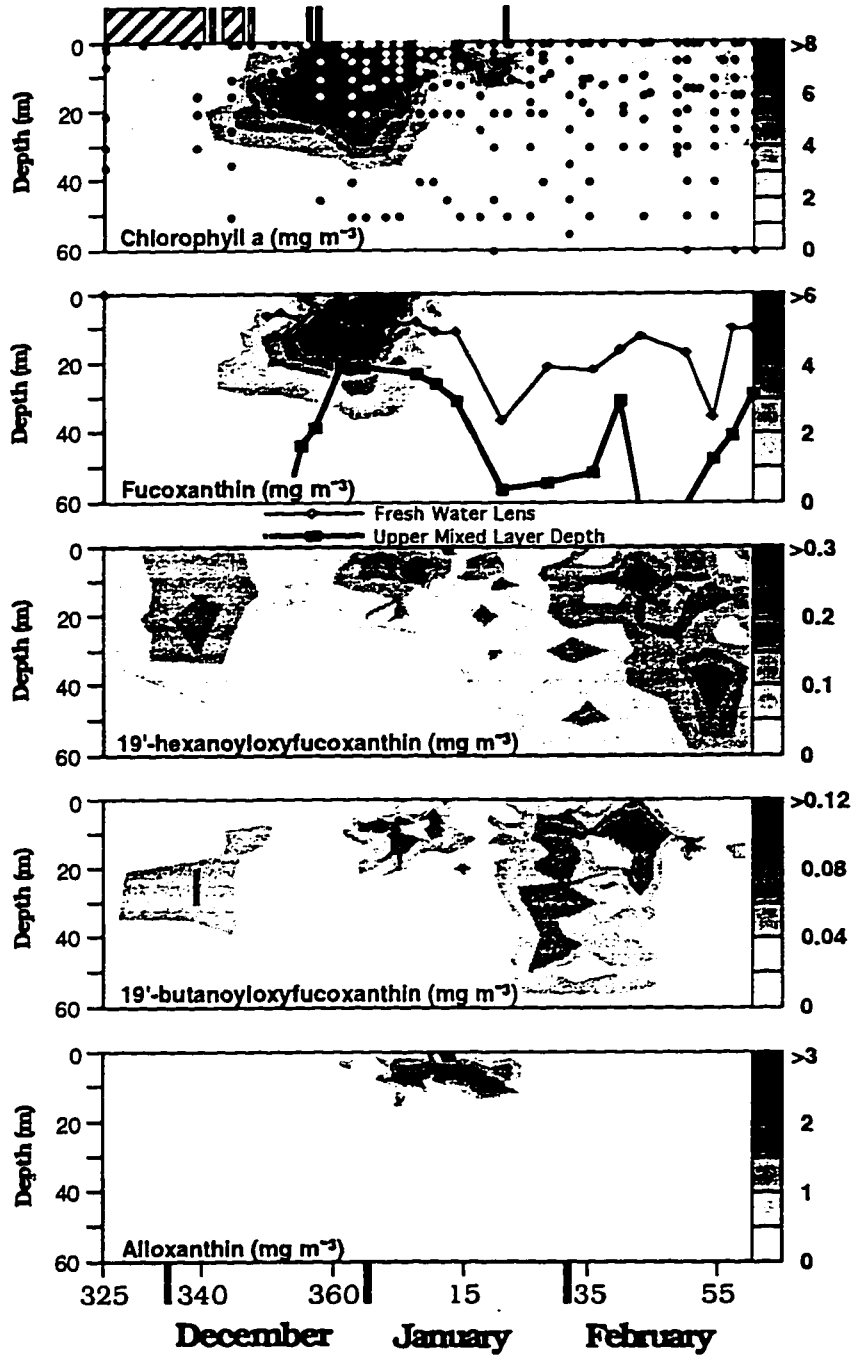 0
20
40
60
Depth (m)
Chlorophyll a (mg m⁻³)
>8
6
4
2
0
0
20
40
60
Depth (m)
Fucoxanthin (mg m⁻³)
>6
4
2
0
Fresh Water Lens
Upper Mixed Layer Depth
0
20
40
60
Depth (m)
19'-hexanoyloxyfucoxanthin (mg m⁻³)
>0.3
0.2
0.1
0
0
20
40
60
Depth (m)
19'-butanoyloxyfucoxanthin (mg m⁻³)
>0.12
0.08
0.04
0
0
20
40
60
Depth (m)
Alloxanthin (mg m⁻³)
>3
2
1
0
325 340 360 15 35 55
December January February